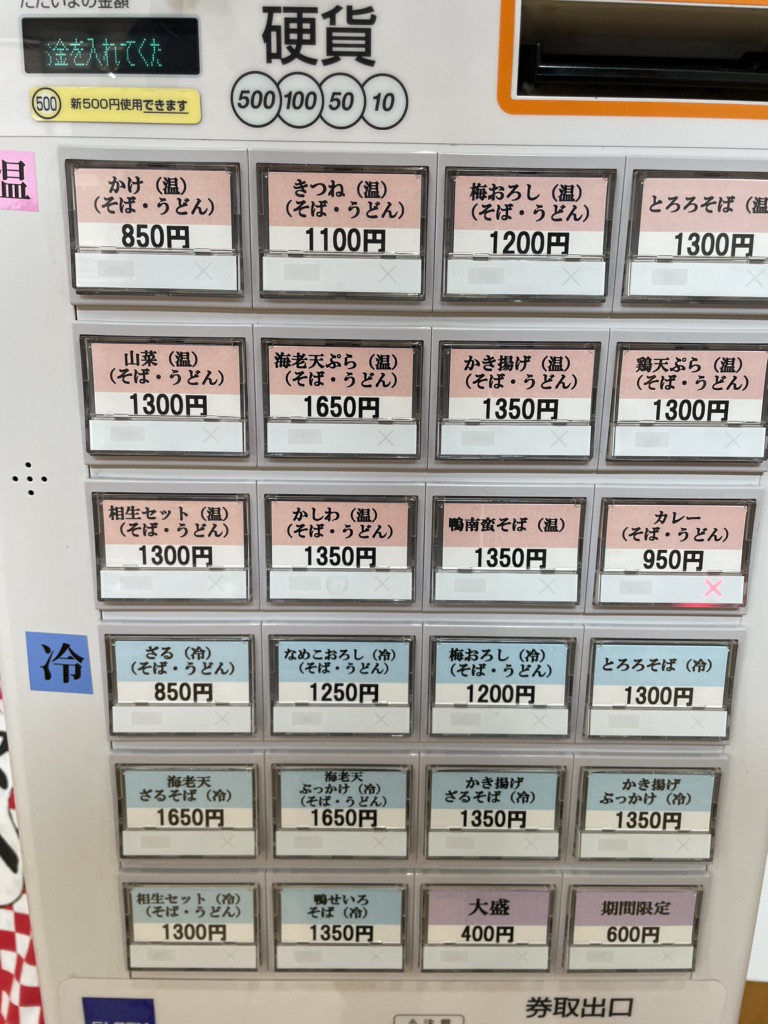 ただいまの金額
金を入れてくた
硬貨
500 100 50 10
500 新500円使用できます
温
かけ（温）
（そば・うどん）
850円
きつね（温）
（そば・うどん）
1100円
梅おろし（温）
（そば・うどん）
1200円
とろろそば（温
1300円
山菜（温）
（そば・うどん）
1300円
海老天ぷら（温）
（そば・うどん）
1650円
かき揚げ（温）
（そば・うどん）
1350円
鶏天ぷら（温）
（そば・うどん）
1300円
相生セット（温）
（そば・うどん）
1300円
かしわ（温）
（そば・うどん）
1350円
鴨南蛮そば（温）
1350円
カレー
（そば・うどん）
950円
×
冷
ざる（冷）
（そば・うどん）
850円
なめこおろし（冷）
（そば・うどん）
1250円
梅おろし（冷）
（そば・うどん）
1200円
とろろそば（冷）
1300円
海老天
ざるそば（冷）
1650円
海老天
ぶっかけ（冷）
（そば・うどん）
1650円
かき揚げ
ざるそば（冷）
1350円
かき揚げ
ぶっかけ（冷）
1350円
相生セット（冷）
（そば・うどん）
1300円
鴨せいろ
そば（冷）
1350円
大盛
400円
期間限定
600円
券取出口
注意